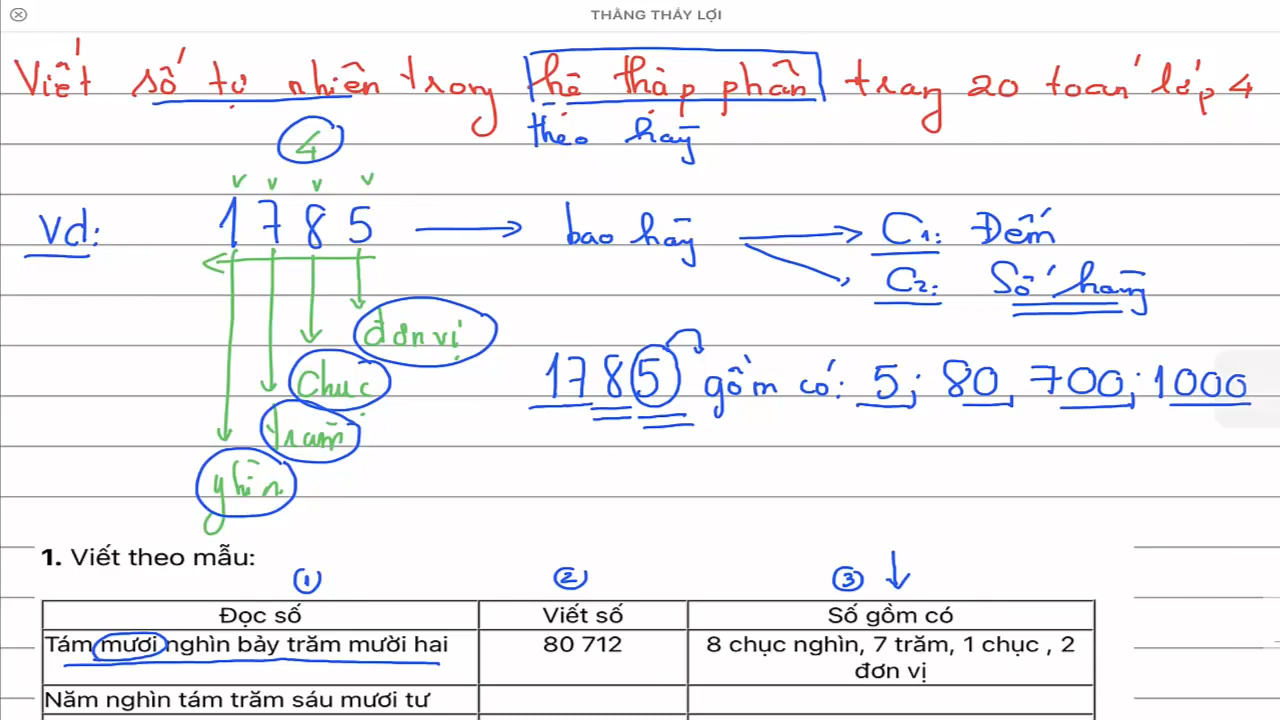 THẰNG THẦY LỢI
Viết số tự nhiên trong hệ thập phân trang 20 toán lớp 4
theo hàng
4
v v v v
Vd: 1785 → bao hàng → C1: Đếm
C2: Số hàng
đơn vị
Chục
trăm
nghìn
1785 gồm có: 5; 80, 700; 1000
1. Viết theo mẫu:
1 2 3
Đọc số Viết số Số gồm có
Tám mươi nghìn bảy trăm mười hai 80 712 8 chục nghìn, 7 trăm, 1 chục , 2
đơn vị
Năm nghìn tám trăm sáu mươi tư